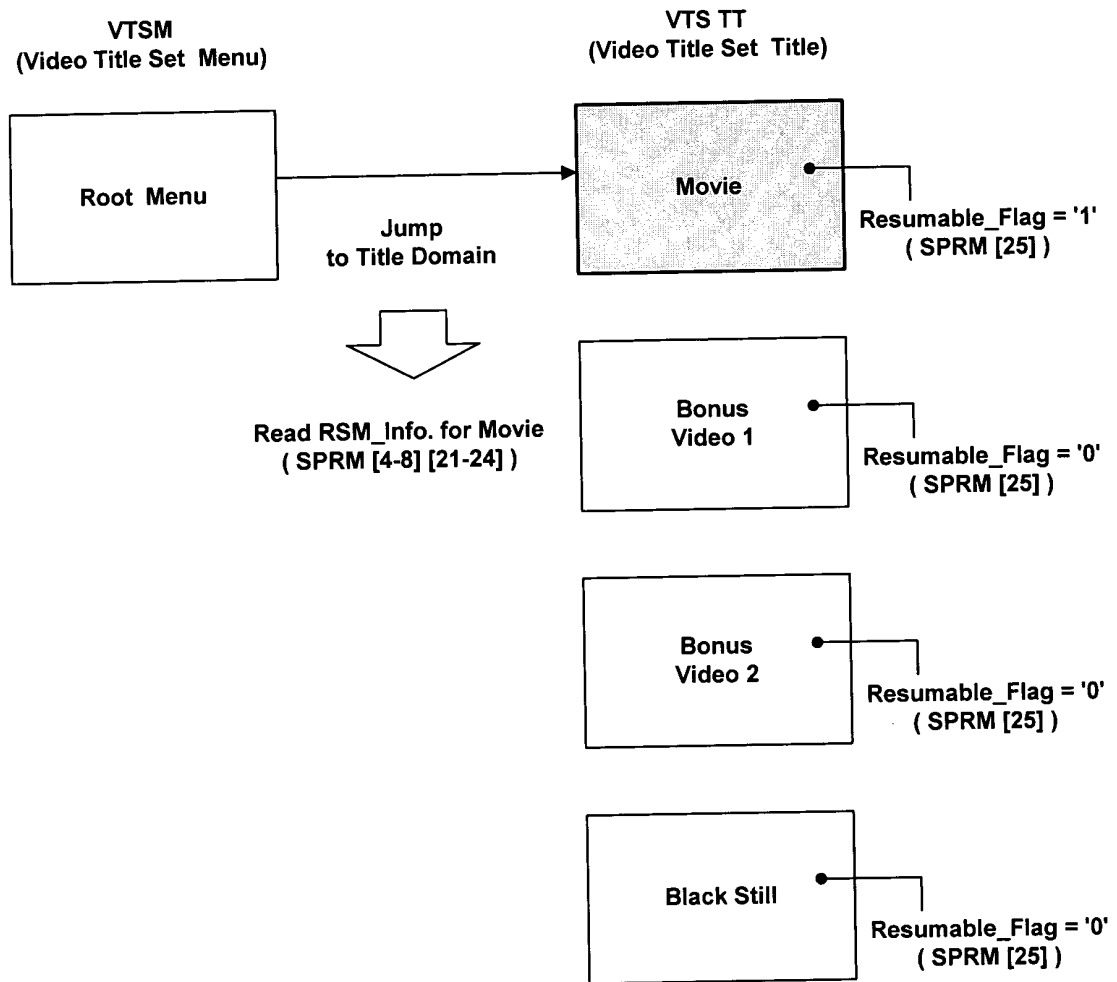 VTSM
(Video Title Set Menu)
VTS TT
(Video Title Set Title)
Root Menu
Jump
to Title Domain
Movie
Resumable_Flag = '1'
( SPRM [25] )
Read RSM_Info. for Movie
( SPRM [4-8] [21-24] )
Bonus
Video 1
Resumable_Flag = '0'
( SPRM [25] )
Bonus
Video 2
Resumable_Flag = '0'
( SPRM [25] )
Black Still
Resumable_Flag = '0'
( SPRM [25] )